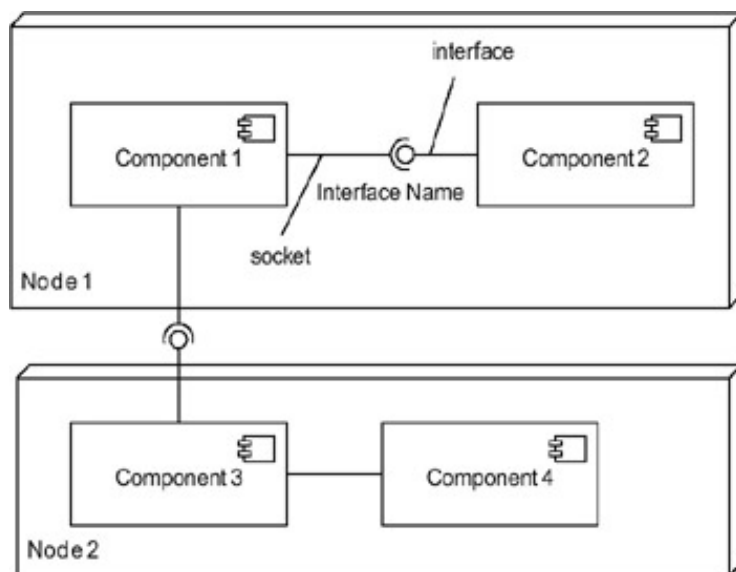 interface
Component 1
Component 2
Interface Name
socket
Node 1
Component 3
Component 4
Node 2